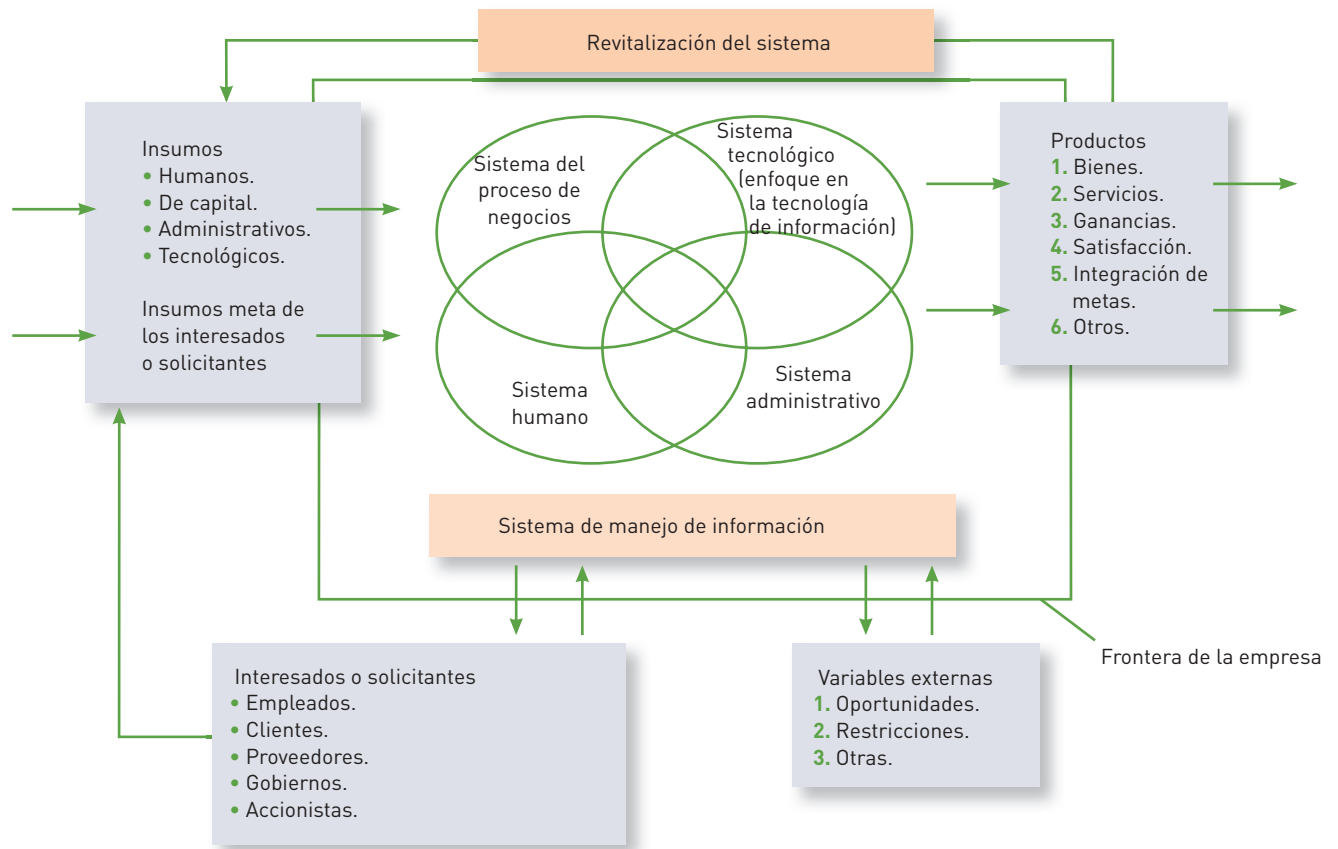 Revitalización del sistema
Insumos
• Humanos.
• De capital.
• Administrativos.
• Tecnológicos.
Insumos meta de
los interesados
o solicitantes
Sistema del
proceso de
negocios
Sistema
tecnológico
(enfoque en
la tecnología
de información)
Sistema
humano
Sistema
administrativo
Productos
1. Bienes.
2. Servicios.
3. Ganancias.
4. Satisfacción.
5. Integración de
metas.
6. Otros.
Sistema de manejo de información
Interesados o solicitantes
• Empleados.
• Clientes.
• Proveedores.
• Gobiernos.
• Accionistas.
Variables externas
1. Oportunidades.
2. Restricciones.
3. Otras.
Frontera de la empresa